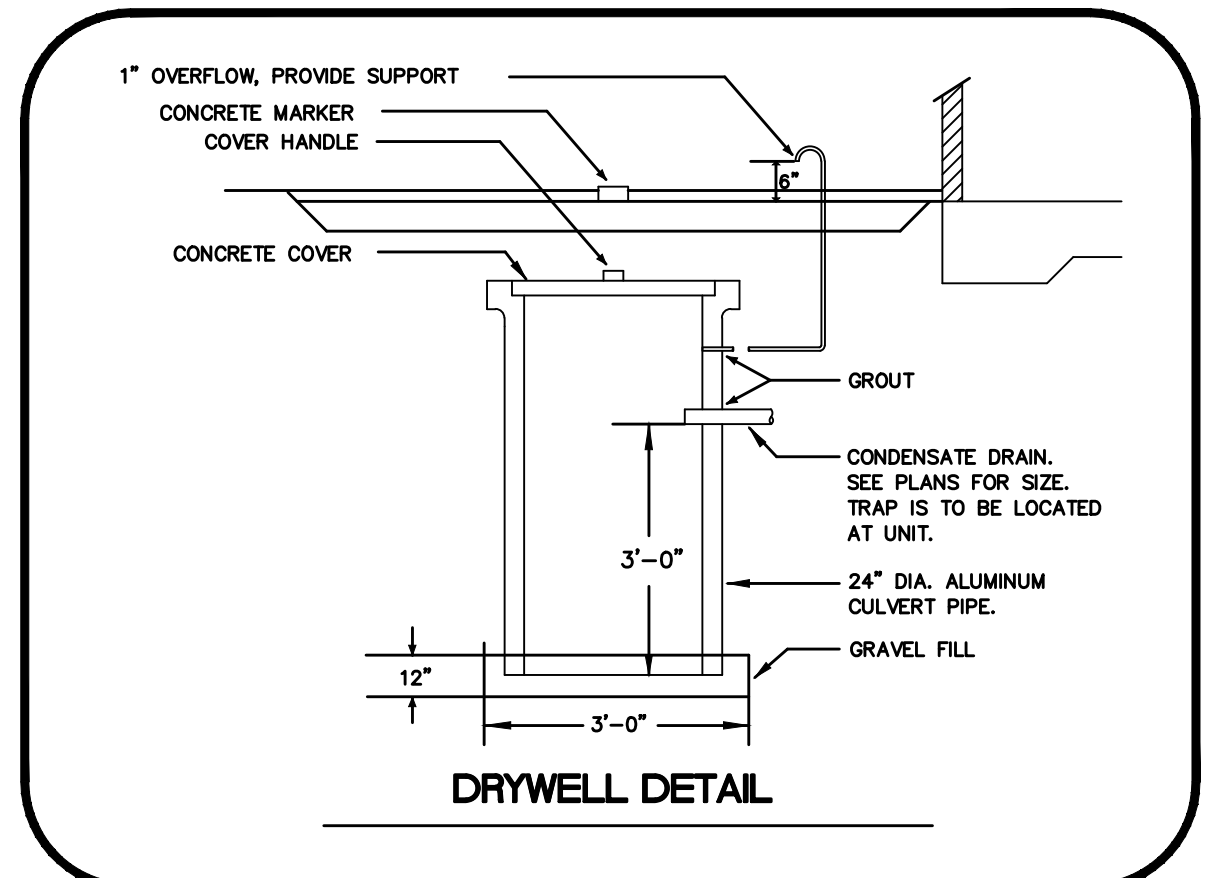 1" OVERFLOW, PROVIDE SUPPORT
CONCRETE MARKER
COVER HANDLE
6"
CONCRETE COVER
GROUT
CONDENSATE DRAIN.
SEE PLANS FOR SIZE.
TRAP IS TO BE LOCATED
AT UNIT.
3'-0"
24" DIA. ALUMINUM
CULVERT PIPE.
GRAVEL FILL
12"
3'-0"
DRYWELL DETAIL